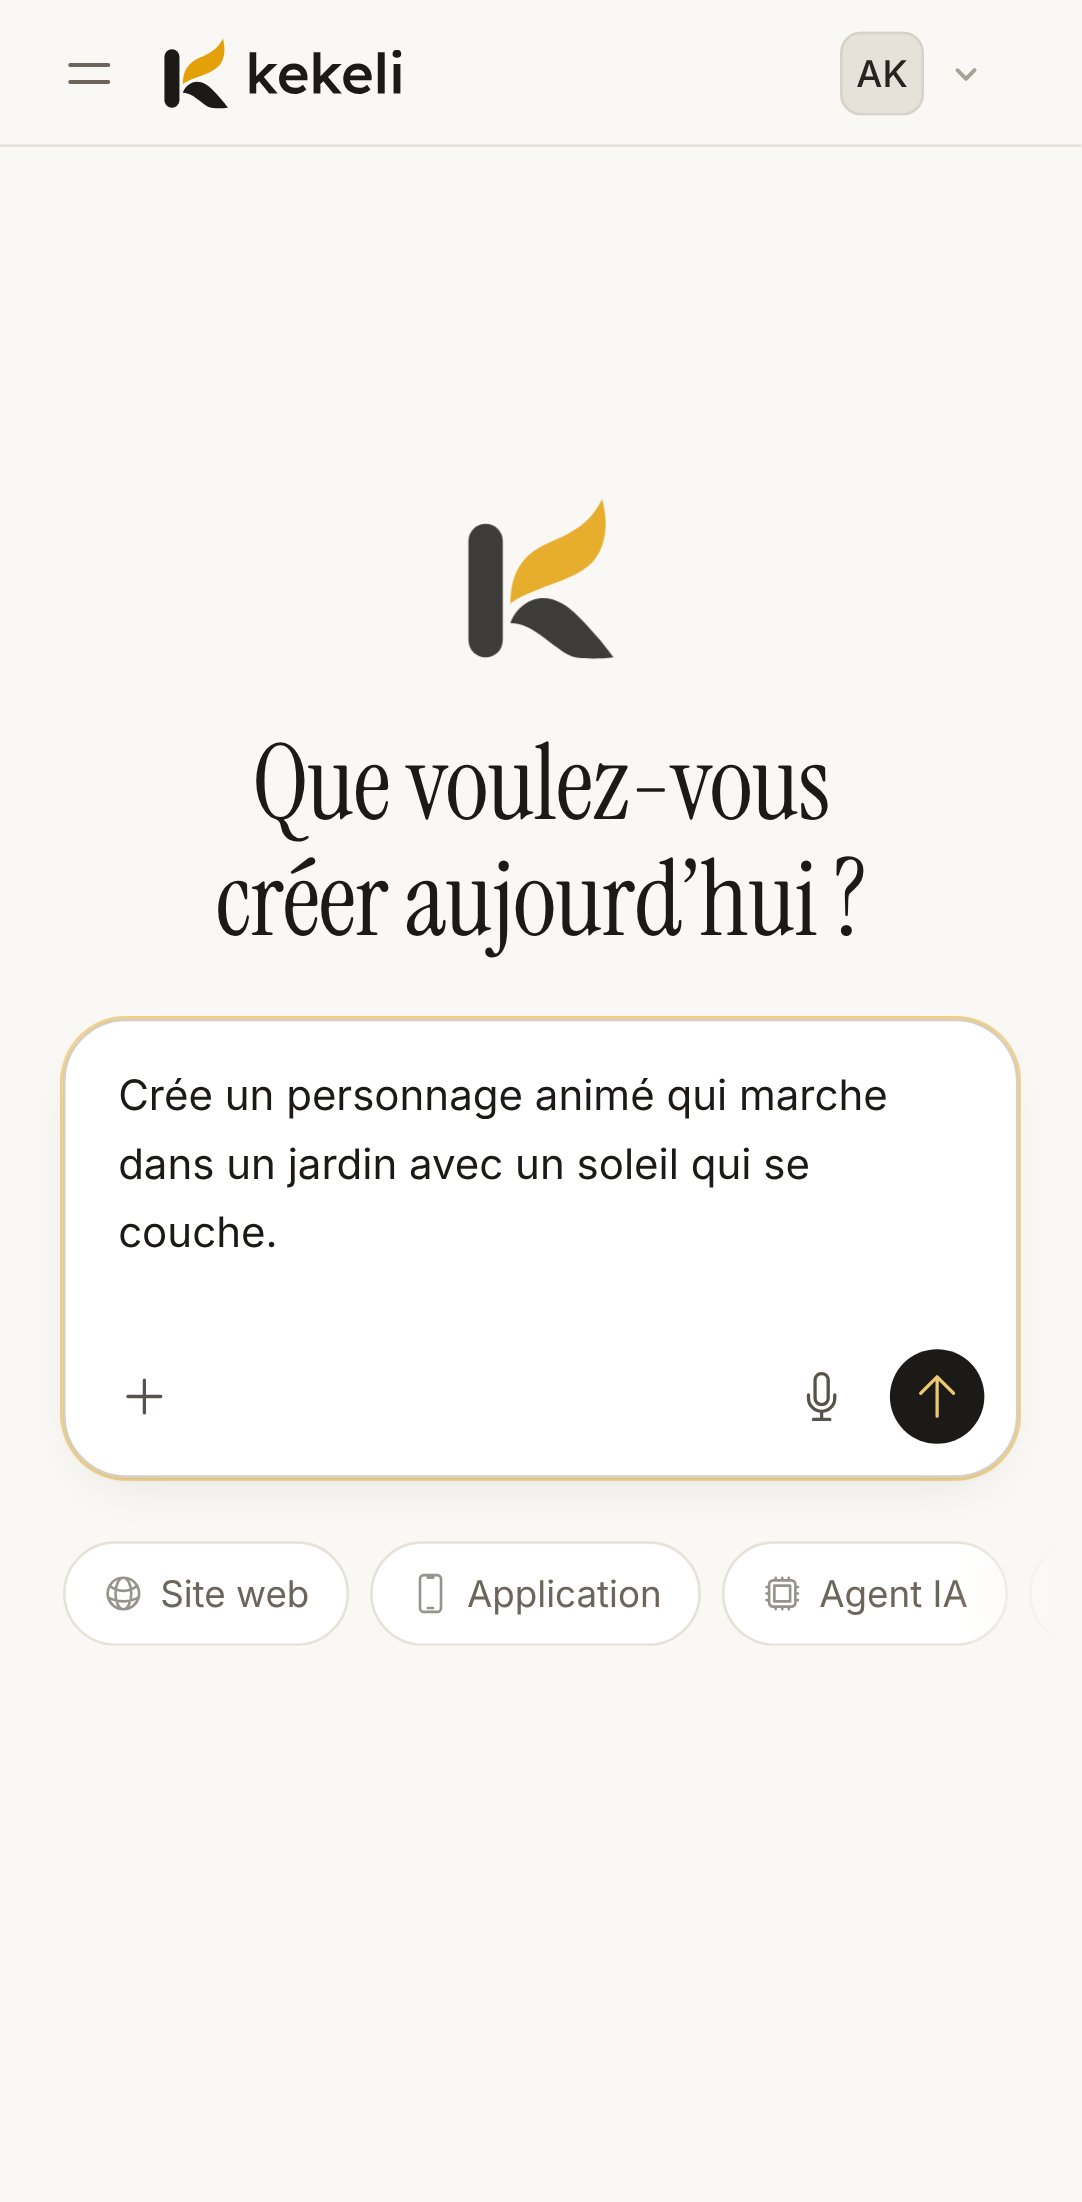 kekeli
AK
Que voulez-vous
créer aujourd’hui ?
Crée un personnage animé qui marche
dans un jardin avec un soleil qui se
couche.
Site web
Application
Agent IA